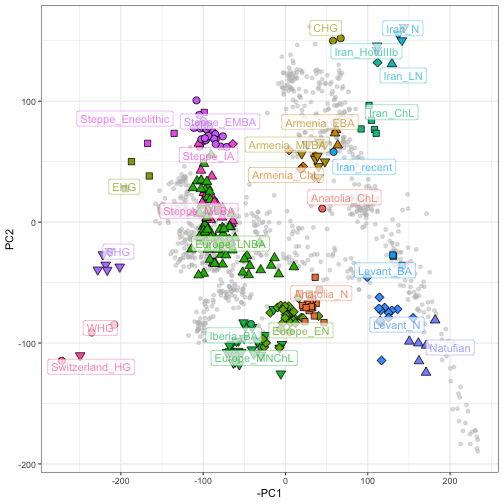 CHG
Iran_N
Iran_HotuIIIb
Iran_LN
Steppe_Eneolithic
Steppe_EMBA
Armenia_EBA
Iran_ChL
Armenia_MLBA
Steppe_IA
Iran_recent
Armenia_ChL
EHG
Anatolia_ChL
Steppe_MLBA
Europe_LNBA
SHG
Levant_BA
Anatolia_N
WHG
Iberia_BA
Europe_EN
Levant_N
Natufian
Europe_MNChL
Switzerland_HG
100
0
-100
-200
PC2
-200
-100
0
100
200
-PC1